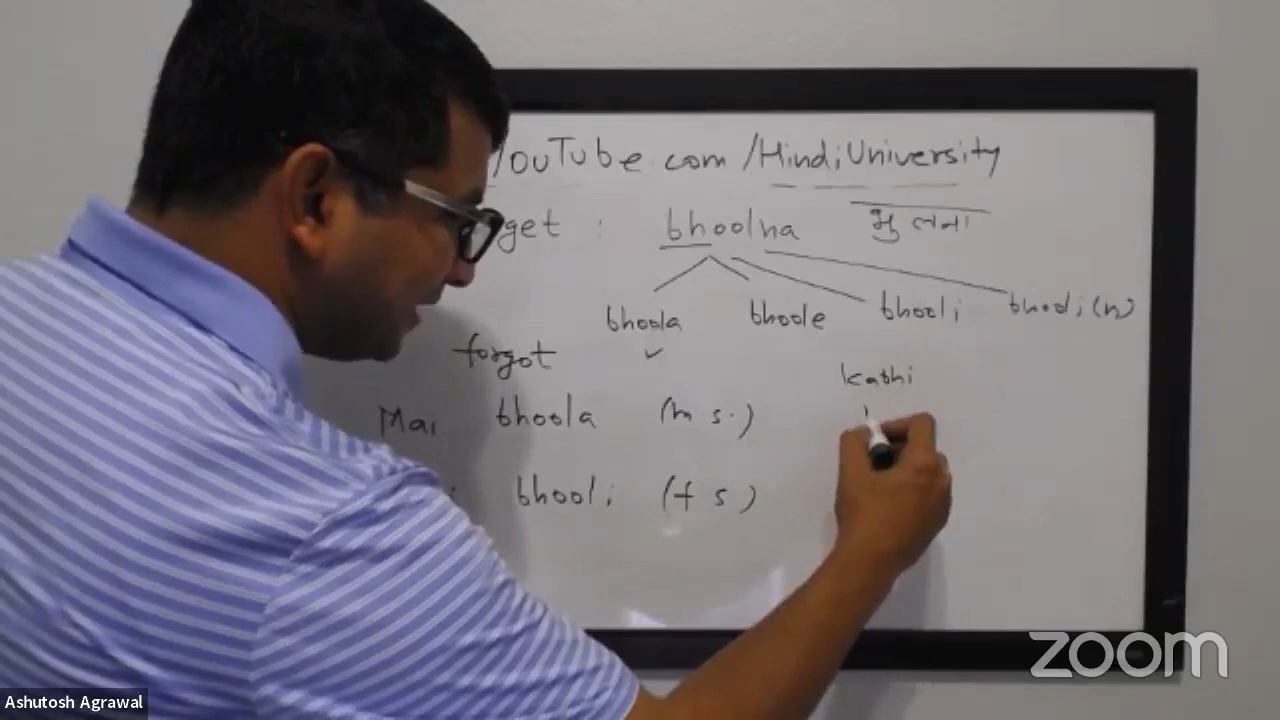 YouTube.com/HindiUniversity
get : bhoolna भुलना
bhoola bhoole bhooli bhooli(n)
forgot
kabhi
Mai bhoola (m s.)
bhooli (f s)
zoom
Ashutosh Agrawal